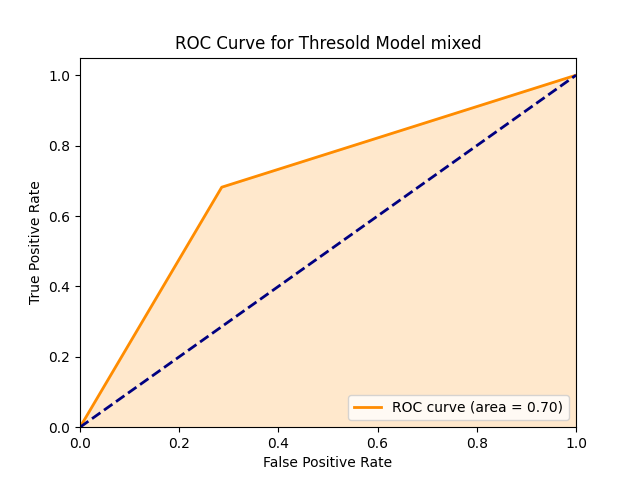 ROC Curve for Thresold Model mixed
True Positive Rate
1.0
0.8
0.6
0.4
0.2
0.0
ROC curve (area = 0.70)
0.0 0.2 0.4 0.6 0.8 1.0
False Positive Rate